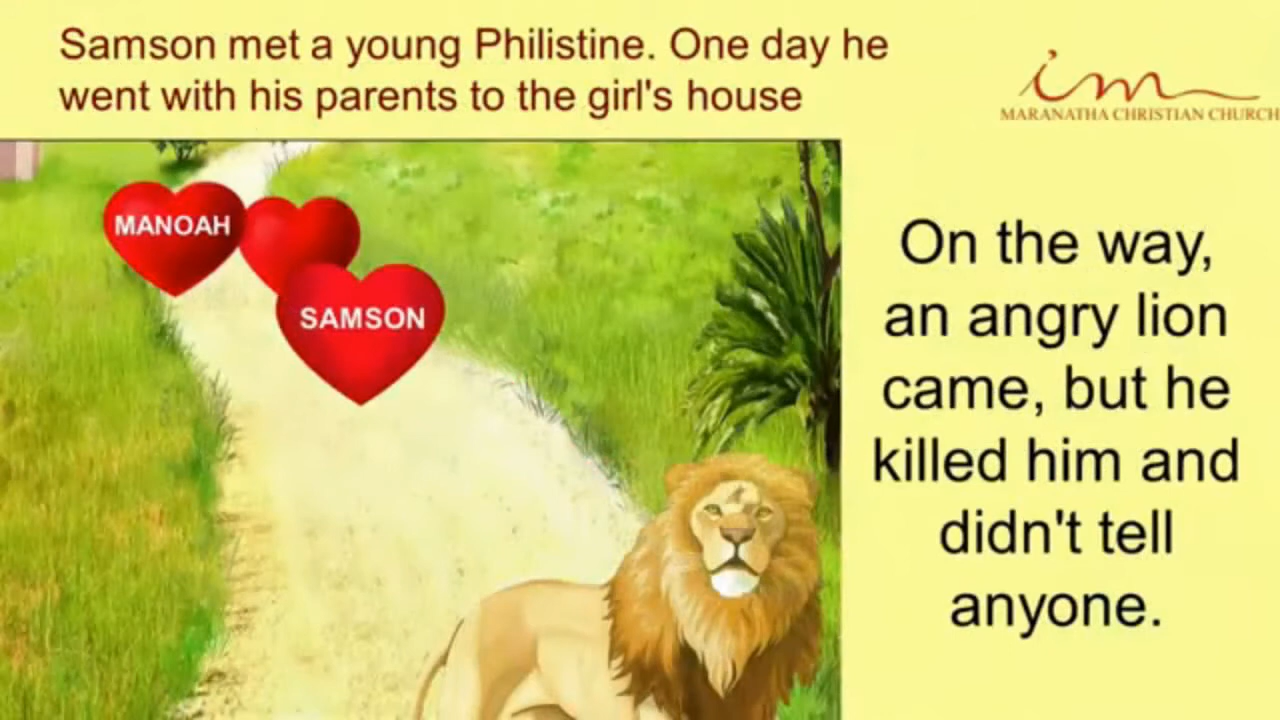 Samson met a young Philistine. One day he
went with his parents to the girl's house
im
MARANATHA CHRISTIAN CHURCH
MANOAH
SAMSON
On the way,
an angry lion
came, but he
killed him and
didn't tell
anyone.